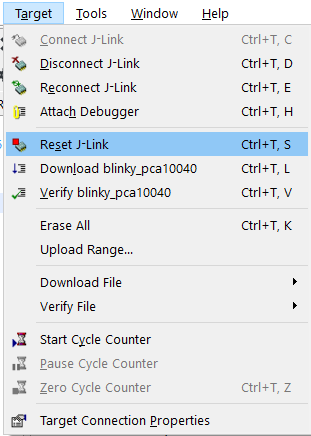 Target Tools Window Help
Connect J-Link Ctrl+T, C
Disconnect J-Link Ctrl+T, D
Reconnect J-Link Ctrl+T, E
Attach Debugger Ctrl+T, H
Reset J-Link Ctrl+T, S
Download blinky_pca10040 Ctrl+T, L
Verify blinky_pca10040 Ctrl+T, V
Erase All Ctrl+T, K
Upload Range...
Download File
Verify File
Start Cycle Counter
Pause Cycle Counter
Zero Cycle Counter Ctrl+T, Z
Target Connection Properties